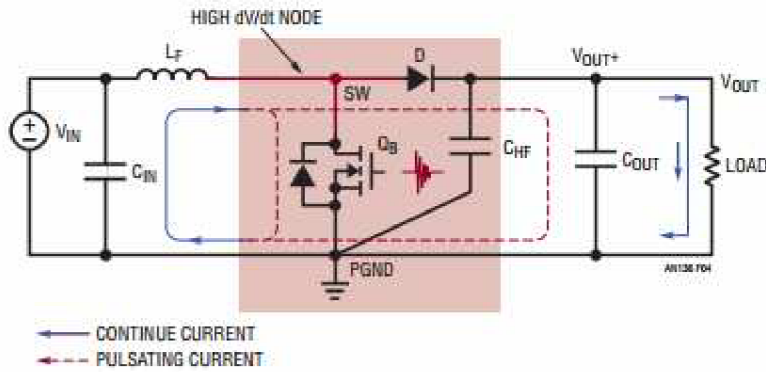 HIGH dV/dt NODE
LF
D
VOUT+
VOUT
SW
VIN
CIN
QB
CHF
COUT
LOAD
PGND
AN136 F04
CONTINUE CURRENT
PULSATING CURRENT